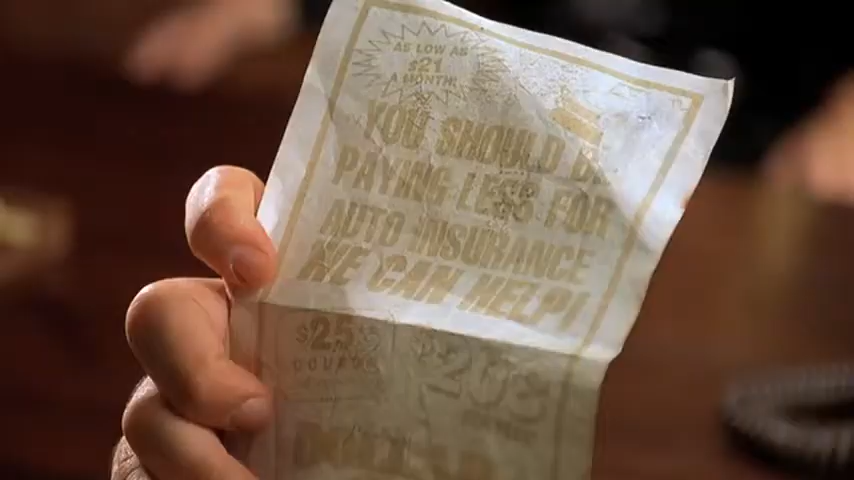 AS LOW AS
$21
A MONTH!
YOU SHOULD BE
PAYING LESS FOR
AUTO INSURANCE
WE CAN HELP!
$25
COUPON